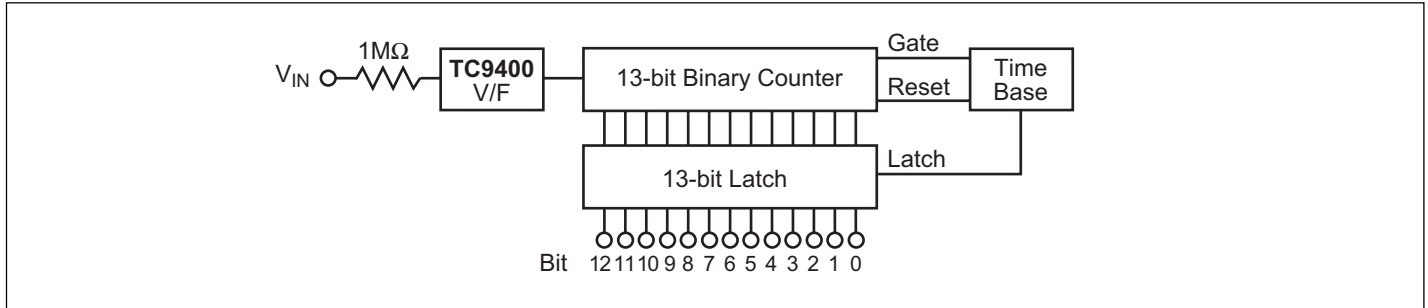 V_IN
1MΩ
TC9400
V/F
13-bit Binary Counter
Gate
Reset
Time
Base
13-bit Latch
Latch
Bit 12 11 10 9 8 7 6 5 4 3 2 1 0